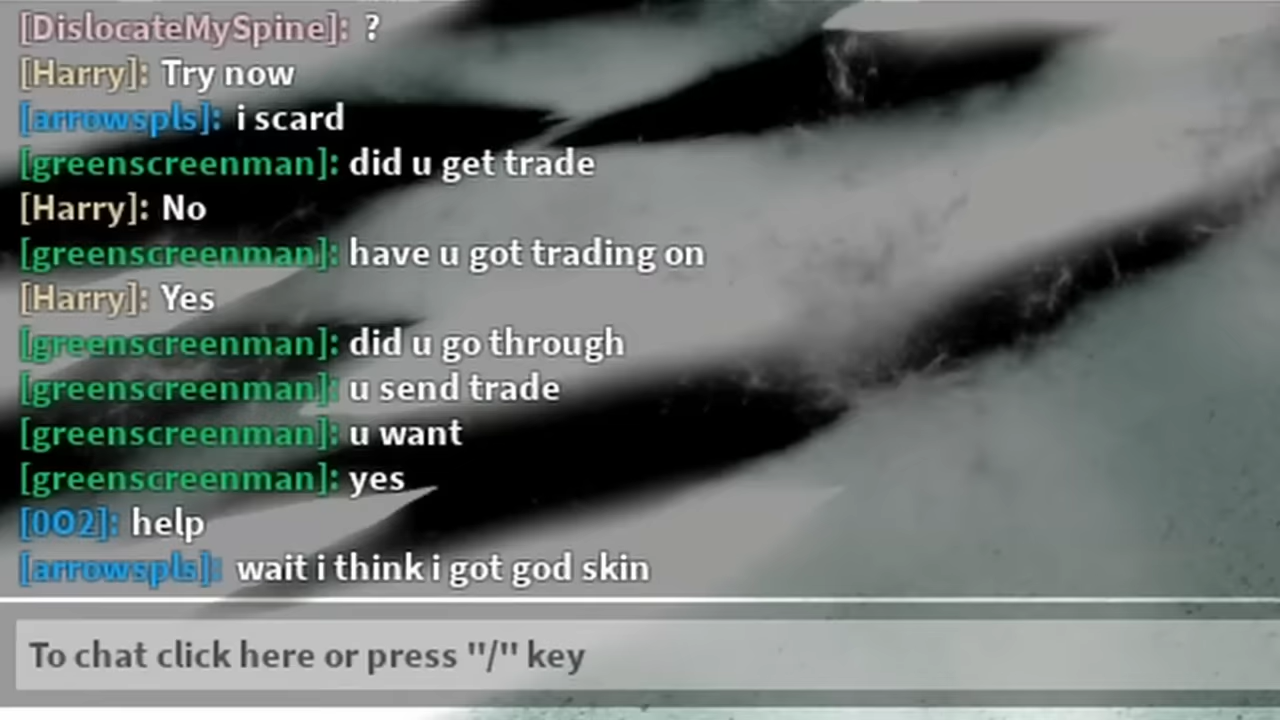 [DislocateMySpine]: ?
[Harry]: Try now
[arrowspls]: i scard
[greenscreenman]: did u get trade
[Harry]: No
[greenscreenman]: have u got trading on
[Harry]: Yes
[greenscreenman]: did u go through
[greenscreenman]: u send trade
[greenscreenman]: u want
[greenscreenman]: yes
[0O2]: help
[arrowspls]: wait i think i got god skin
To chat click here or press "/" key